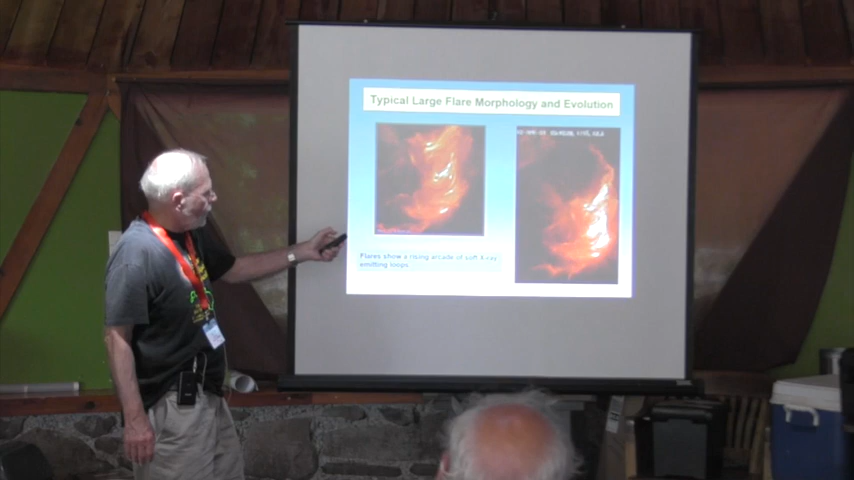 Typical Large Flare Morphology and Evolution
Flares show a rising arcade of soft X-ray
emitting loops.